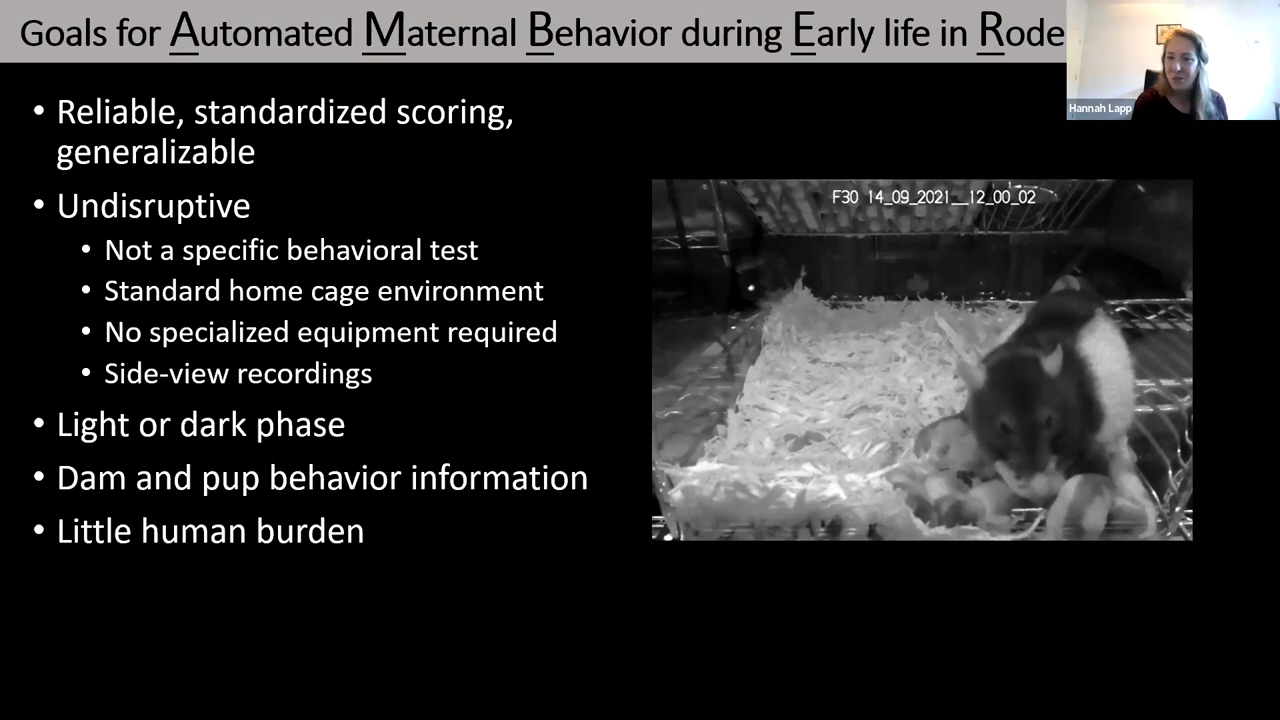 Goals for Automated Maternal Behavior during Early life in Rode
Hannah Lapp
• Reliable, standardized scoring,
generalizable
• Undisruptive
• Not a specific behavioral test
• Standard home cage environment
• No specialized equipment required
• Side-view recordings
• Light or dark phase
• Dam and pup behavior information
• Little human burden
F30 14_09_2021__12_00_02